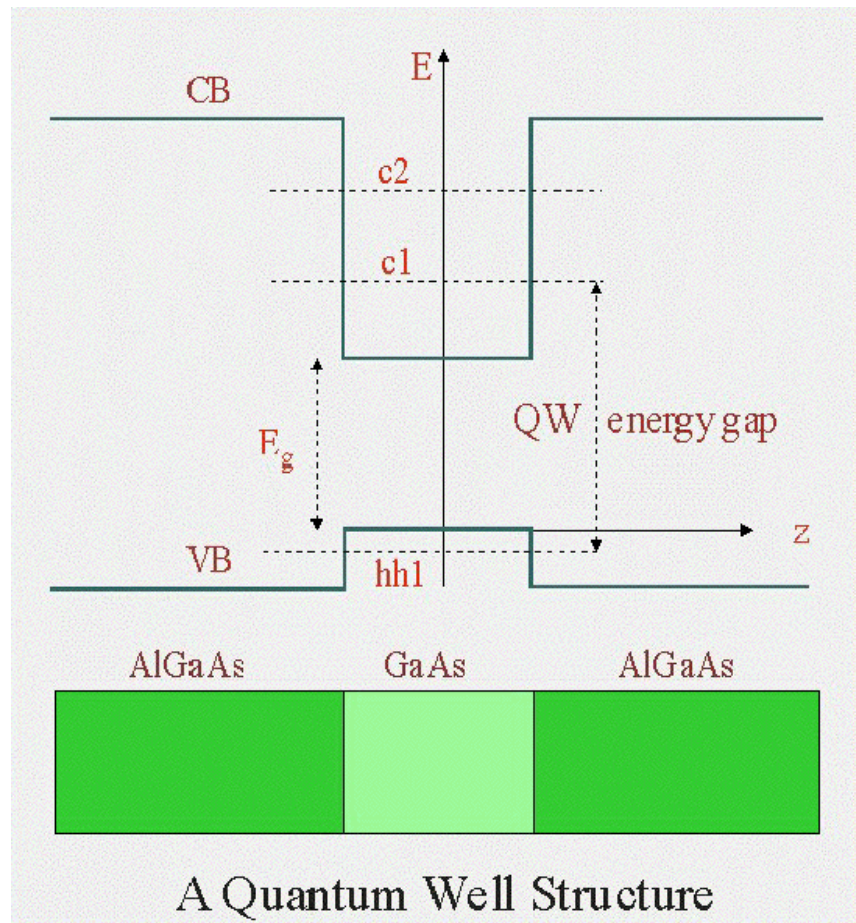 E
CB
c2
c1
QW energy gap
Eg
z
VB
hh1
AlGaAs GaAs AlGaAs
A Quantum Well Structure